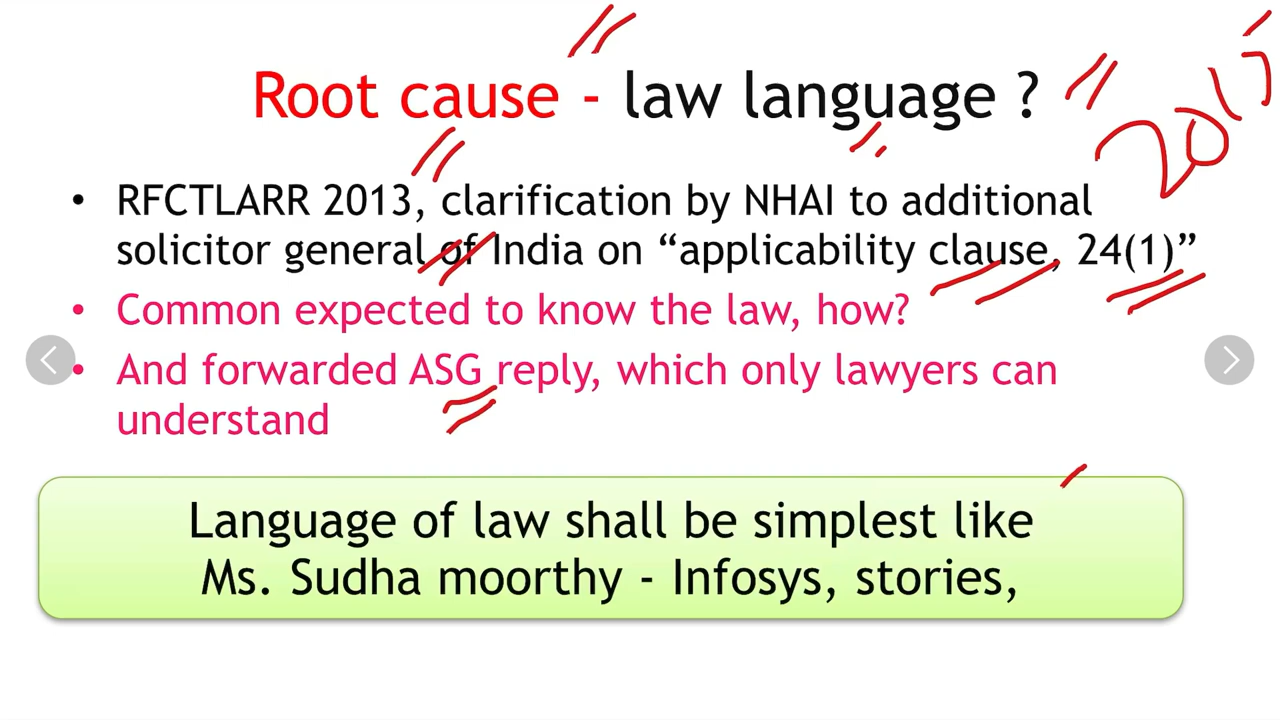 Root cause - law language ?
• RFCTLARR 2013, clarification by NHAI to additional
solicitor general of India on “applicability clause, 24(1)”
• Common expected to know the law, how?
• And forwarded ASG reply, which only lawyers can
understand
Language of law shall be simplest like
Ms. Sudha moorthy - Infosys, stories,